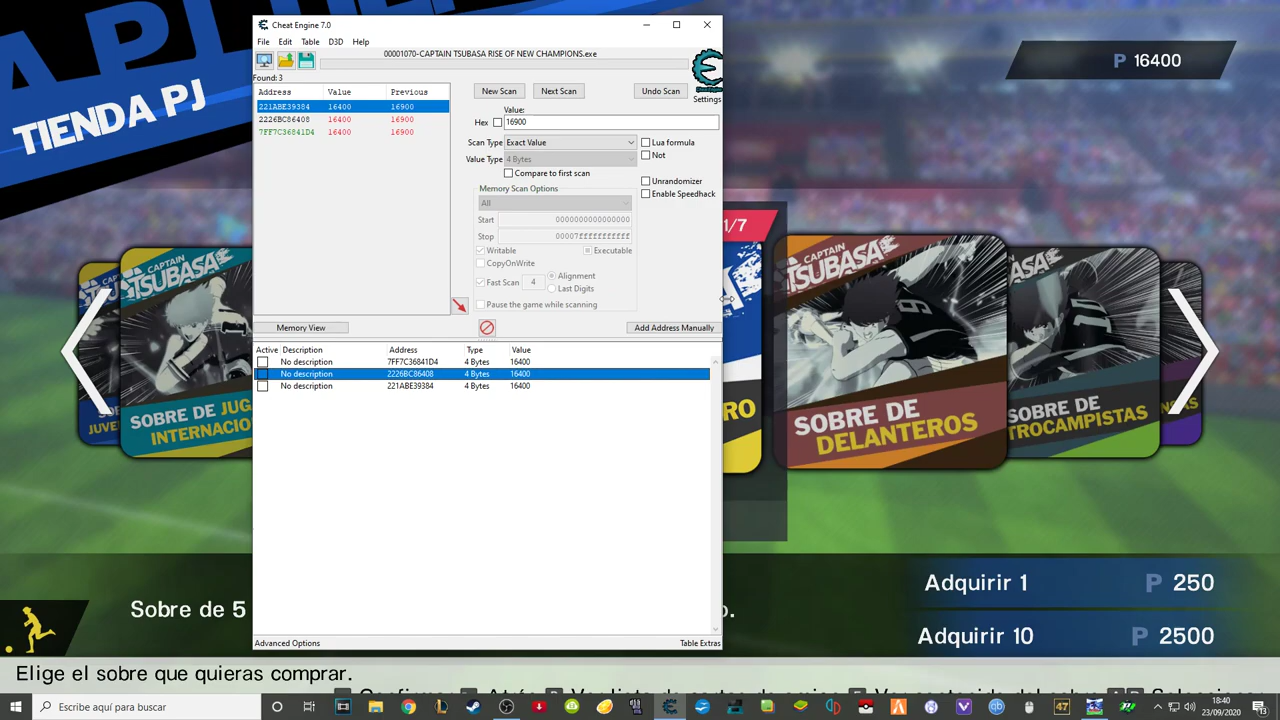 TIENDA PJ
P 16400
Cheat Engine 7.0
File Edit Table D3D Help
00001070-CAPTAIN TSUBASA RISE OF NEW CHAMPIONS.exe
Found: 3
Address Value Previous
221ABE39384 16400 16900
2226BC86408 16400 16900
7FF7C36841D4 16400 16900
New Scan Next Scan Undo Scan
Settings
Value:
Hex 16900
Scan Type Exact Value
Value Type 4 Bytes
Compare to first scan
Lua formula
Not
Unrandomizer
Enable Speedhack
Memory Scan Options
All
Start 0000000000000000
Stop 00007fffffffffff
Writable Executable
CopyOnWrite
Fast Scan 4 Alignment
Last Digits
Pause the game while scanning
Memory View Add Address Manually
Active Description Address Type Value
No description 7FF7C36841D4 4 Bytes 16400
No description 2226BC86408 4 Bytes 16400
No description 221ABE39384 4 Bytes 16400
Advanced Options Table Extras
1/7
CAPTAIN TSUBASA
SOBRE DE JUG
INTERNACIO
RO
CAPTAIN TSUBASA
SOBRE DE
DELANTEROS
CAPTAIN TSUBASA
SOBRE DE
TROCAMPISTAS
Sobre de 5
Adquirir 1 P 250
Adquirir 10 P 2500
Elige el sobre que quieras comprar.
Escribe aquí para buscar
47
18:40
23/09/2020
13